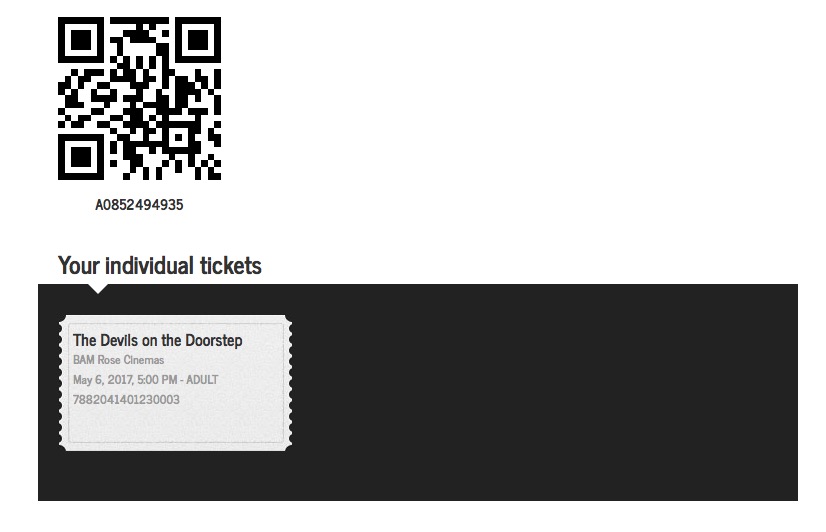 A0852494935
Your individual tickets
The Devils on the Doorstep
BAM Rose Cinemas
May 6, 2017, 5:00 PM - ADULT
7882041401230003